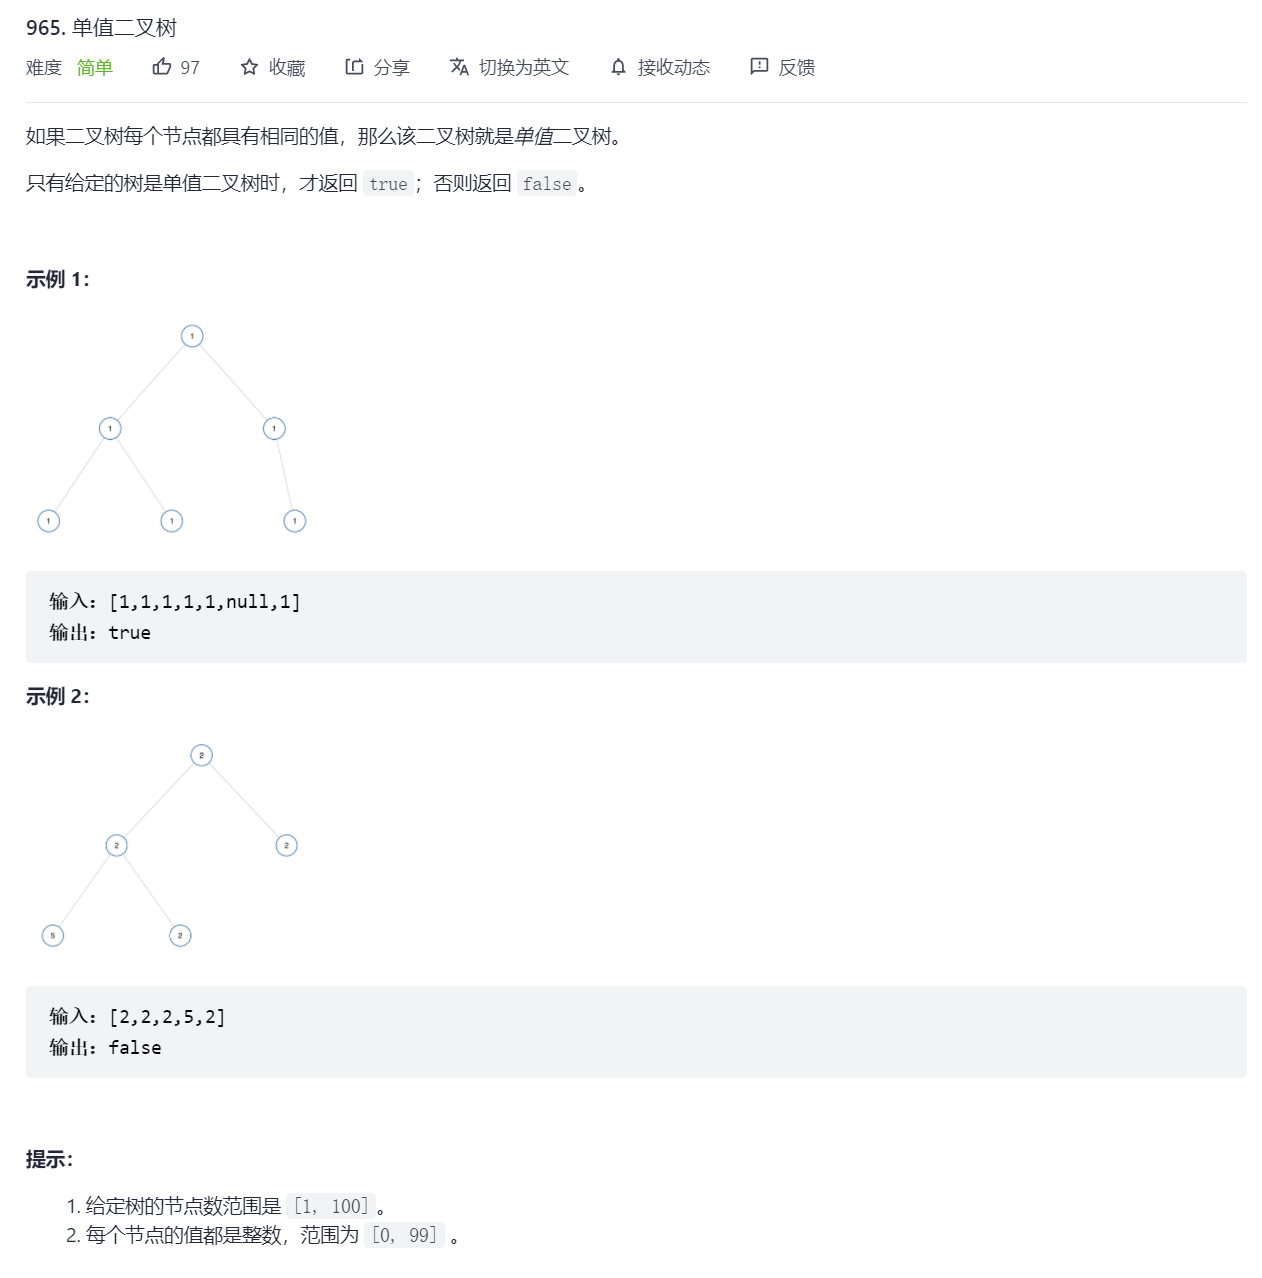 965. 单值二叉树
难度 简单 97 收藏 分享 切换为英文 接收动态 反馈
如果二叉树每个节点都具有相同的值，那么该二叉树就是单值二叉树。
只有给定的树是单值二叉树时，才返回 true；否则返回 false。
示例 1：
1
1 1
1 1 1
输入：[1,1,1,1,1,null,1]
输出：true
示例 2：
2
2 2
5 2
输入：[2,2,2,5,2]
输出：false
提示：
1. 给定树的节点数范围是 [1, 100]。
2. 每个节点的值都是整数，范围为 [0, 99] 。